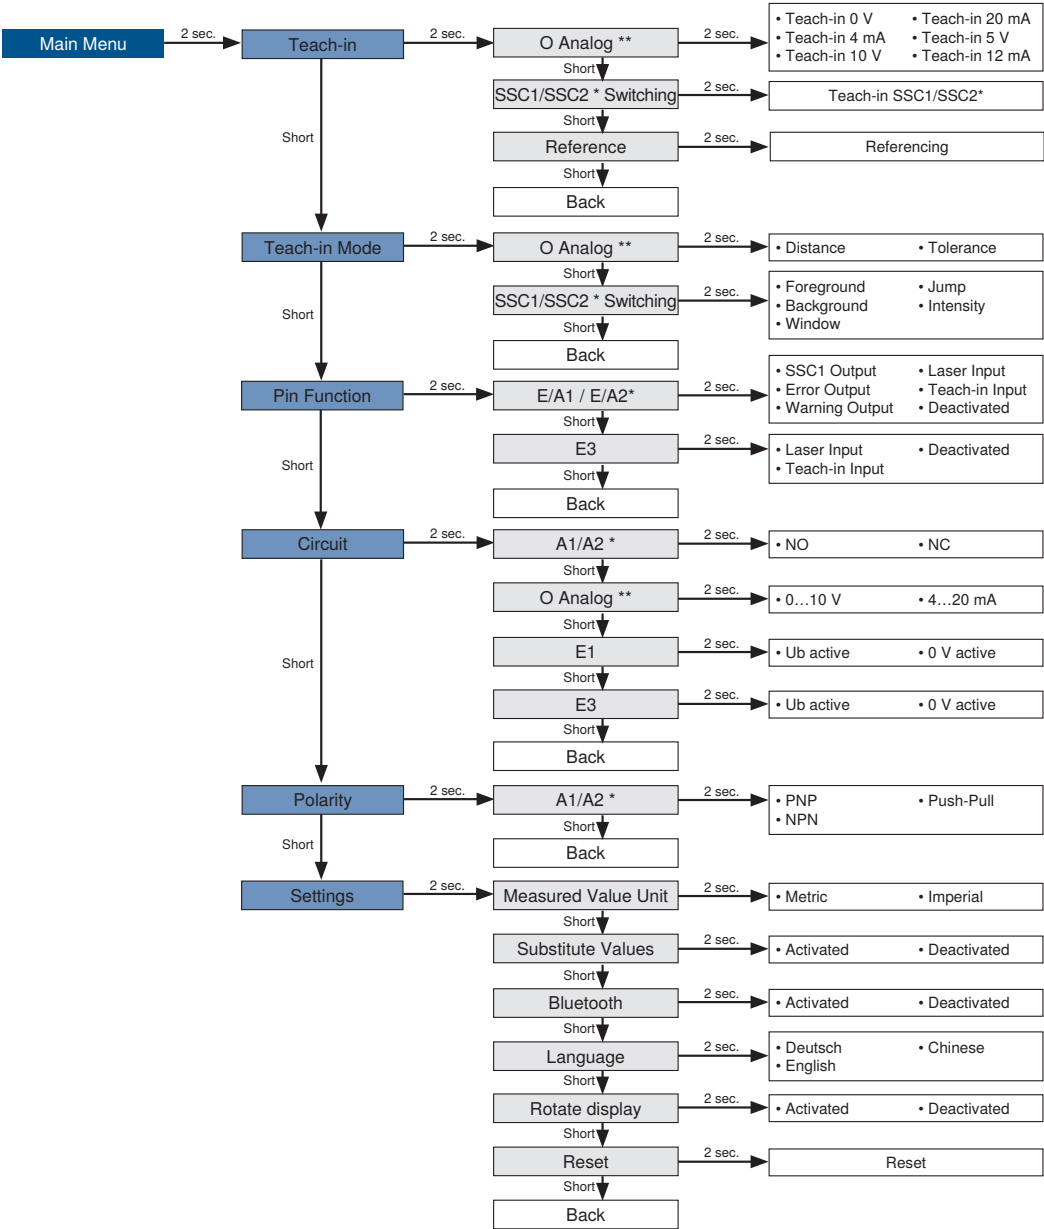 Main Menu
2 sec.
Teach-in
2 sec.
O Analog **
2 sec.
• Teach-in 0 V • Teach-in 20 mA
• Teach-in 4 mA • Teach-in 5 V
• Teach-in 10 V • Teach-in 12 mA
Short
SSC1/SSC2 * Switching
2 sec.
Teach-in SSC1/SSC2*
Short
Short
Reference
2 sec.
Referencing
Short
Back
Teach-in Mode
2 sec.
O Analog **
2 sec.
• Distance • Tolerance
Short
SSC1/SSC2 * Switching
2 sec.
• Foreground • Jump
• Background • Intensity
• Window
Short
Short
Back
Pin Function
2 sec.
E/A1 / E/A2*
2 sec.
• SSC1 Output • Laser Input
• Error Output • Teach-in Input
• Warning Output • Deactivated
Short
E3
2 sec.
• Laser Input • Deactivated
• Teach-in Input
Short
Short
Back
Circuit
2 sec.
A1/A2 *
2 sec.
• NO • NC
Short
O Analog **
2 sec.
• 0…10 V • 4…20 mA
Short
E1
2 sec.
• Ub active • 0 V active
Short
Short
E3
2 sec.
• Ub active • 0 V active
Short
Back
Polarity
2 sec.
A1/A2 *
2 sec.
• PNP • Push-Pull
• NPN
Short
Short
Back
Settings
2 sec.
Measured Value Unit
2 sec.
• Metric • Imperial
Short
Substitute Values
2 sec.
• Activated • Deactivated
Short
Bluetooth
2 sec.
• Activated • Deactivated
Short
Language
2 sec.
• Deutsch • Chinese
• English
Short
Rotate display
2 sec.
• Activated • Deactivated
Short
Reset
2 sec.
Reset
Short
Back